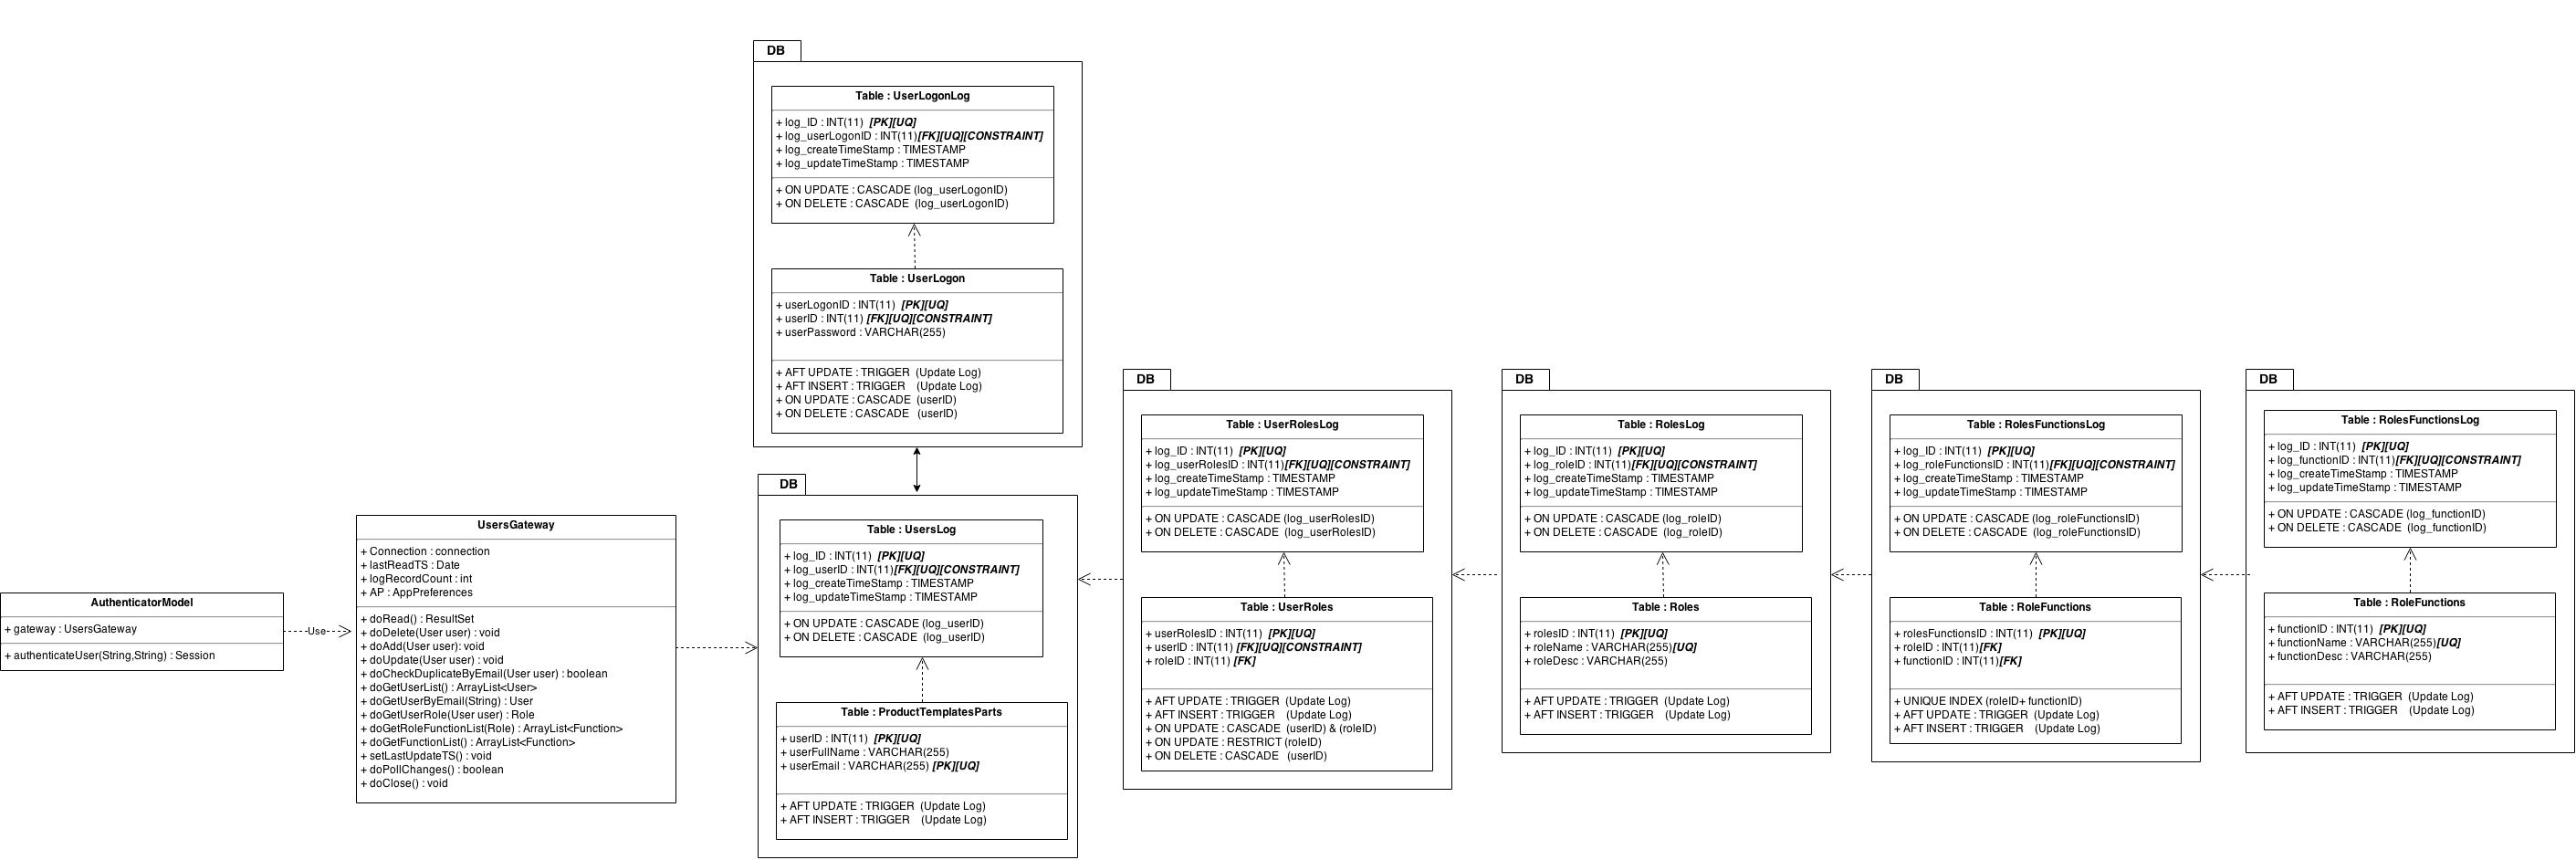 AuthenticatorModel
+ gateway : UsersGateway
+ authenticateUser(String,String) : Session
Use
UsersGateway
+ Connection : connection
+ lastReadTS : Date
+ logRecordCount : int
+ AP : AppPreferences
+ doRead() : ResultSet
+ doDelete(User user) : void
+ doAdd(User user): void
+ doUpdate(User user) : void
+ doCheckDuplicateByEmail(User user) : boolean
+ doGetUserList() : ArrayList<User>
+ doGetUserByEmail(String) : User
+ doGetUserRole(User user) : Role
+ doGetRoleFunctionList(Role) : ArrayList<Function>
+ doGetFunctionList() : ArrayList<Function>
+ setLastUpdateTS() : void
+ doPollChanges() : boolean
+ doClose() : void
DB
Table : UserLogonLog
+ log_ID : INT(11) [PK][UQ]
+ log_userLogonID : INT(11)[FK][UQ][CONSTRAINT]
+ log_createTimeStamp : TIMESTAMP
+ log_updateTimeStamp : TIMESTAMP
+ ON UPDATE : CASCADE (log_userLogonID)
+ ON DELETE : CASCADE (log_userLogonID)
Table : UserLogon
+ userLogonID : INT(11) [PK][UQ]
+ userID : INT(11) [FK][UQ][CONSTRAINT]
+ userPassword : VARCHAR(255)
+ AFT UPDATE : TRIGGER (Update Log)
+ AFT INSERT : TRIGGER (Update Log)
+ ON UPDATE : CASCADE (userID)
+ ON DELETE : CASCADE (userID)
DB
Table : UsersLog
+ log_ID : INT(11) [PK][UQ]
+ log_userID : INT(11)[FK][UQ][CONSTRAINT]
+ log_createTimeStamp : TIMESTAMP
+ log_updateTimeStamp : TIMESTAMP
+ ON UPDATE : CASCADE (log_userID)
+ ON DELETE : CASCADE (log_userID)
Table : ProductTemplatesParts
+ userID : INT(11) [PK][UQ]
+ userFullName : VARCHAR(255)
+ userEmail : VARCHAR(255) [PK][UQ]
+ AFT UPDATE : TRIGGER (Update Log)
+ AFT INSERT : TRIGGER (Update Log)
DB
Table : UserRolesLog
+ log_ID : INT(11) [PK][UQ]
+ log_userRolesID : INT(11)[FK][UQ][CONSTRAINT]
+ log_createTimeStamp : TIMESTAMP
+ log_updateTimeStamp : TIMESTAMP
+ ON UPDATE : CASCADE (log_userRolesID)
+ ON DELETE : CASCADE (log_userRolesID)
Table : UserRoles
+ userRolesID : INT(11) [PK][UQ]
+ userID : INT(11) [FK][UQ][CONSTRAINT]
+ roleID : INT(11) [FK]
+ AFT UPDATE : TRIGGER (Update Log)
+ AFT INSERT : TRIGGER (Update Log)
+ ON UPDATE : CASCADE (userID) & (roleID)
+ ON UPDATE : RESTRICT (roleID)
+ ON DELETE : CASCADE (userID)
DB
Table : RolesLog
+ log_ID : INT(11) [PK][UQ]
+ log_roleID : INT(11)[FK][UQ][CONSTRAINT]
+ log_createTimeStamp : TIMESTAMP
+ log_updateTimeStamp : TIMESTAMP
+ ON UPDATE : CASCADE (log_roleID)
+ ON DELETE : CASCADE (log_roleID)
Table : Roles
+ rolesID : INT(11) [PK][UQ]
+ roleName : VARCHAR(255)[UQ]
+ roleDesc : VARCHAR(255)
+ AFT UPDATE : TRIGGER (Update Log)
+ AFT INSERT : TRIGGER (Update Log)
DB
Table : RolesFunctionsLog
+ log_ID : INT(11) [PK][UQ]
+ log_roleFunctionsID : INT(11)[FK][UQ][CONSTRAINT]
+ log_createTimeStamp : TIMESTAMP
+ log_updateTimeStamp : TIMESTAMP
+ ON UPDATE : CASCADE (log_roleFunctionsID)
+ ON DELETE : CASCADE (log_roleFunctionsID)
Table : RoleFunctions
+ rolesFunctionsID : INT(11) [PK][UQ]
+ roleID : INT(11)[FK]
+ functionID : INT(11)[FK]
+ UNIQUE INDEX (roleID+ functionID)
+ AFT UPDATE : TRIGGER (Update Log)
+ AFT INSERT : TRIGGER (Update Log)
DB
Table : RolesFunctionsLog
+ log_ID : INT(11) [PK][UQ]
+ log_functionID : INT(11)[FK][UQ][CONSTRAINT]
+ log_createTimeStamp : TIMESTAMP
+ log_updateTimeStamp : TIMESTAMP
+ ON UPDATE : CASCADE (log_functionID)
+ ON DELETE : CASCADE (log_functionID)
Table : RoleFunctions
+ functionID : INT(11) [PK][UQ]
+ functionName : VARCHAR(255)[UQ]
+ functionDesc : VARCHAR(255)
+ AFT UPDATE : TRIGGER (Update Log)
+ AFT INSERT : TRIGGER (Update Log)